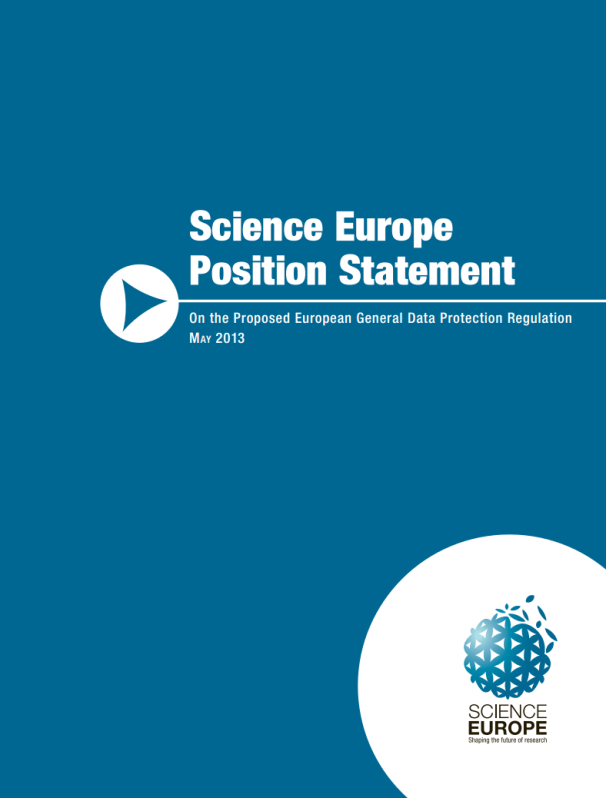 Science Europe
Position Statement
On the Proposed European General Data Protection Regulation
May 2013
SCIENCE
EUROPE
Shaping the future of research